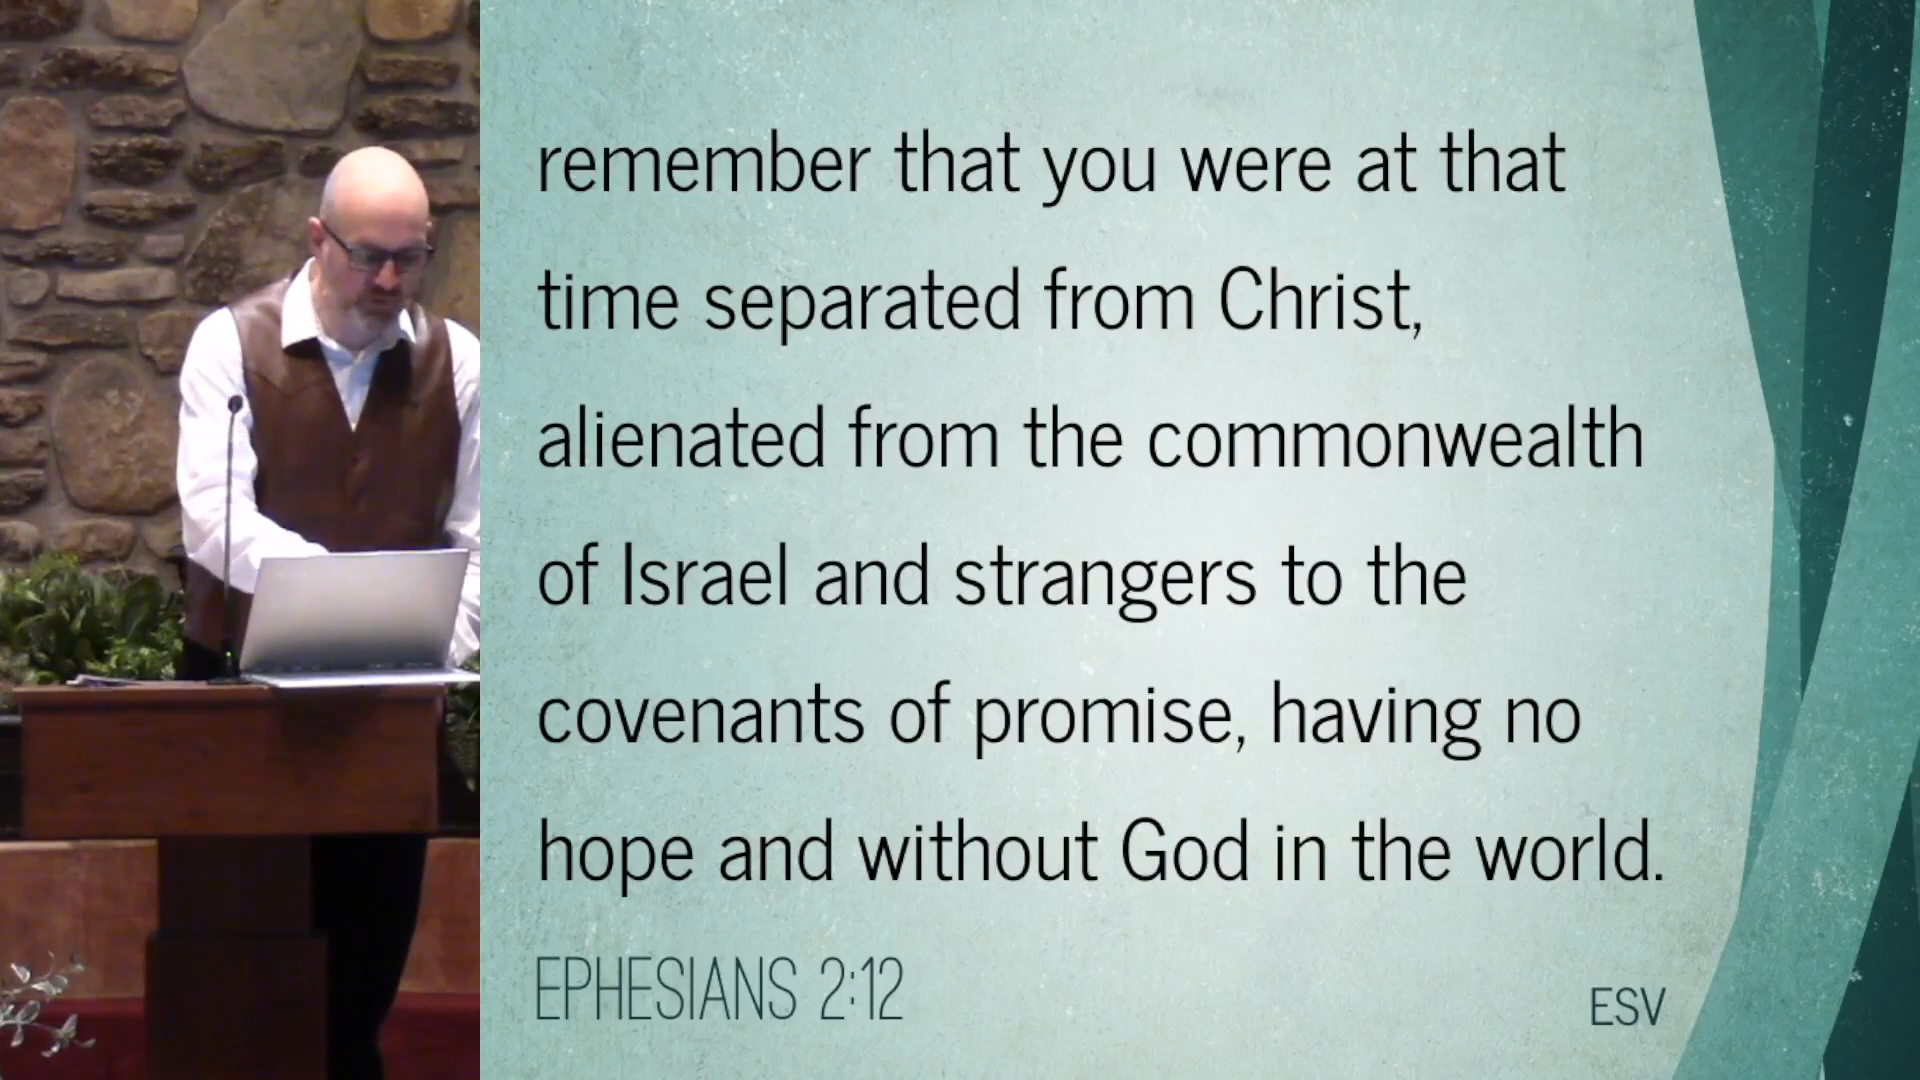 remember that you were at that
time separated from Christ,
alienated from the commonwealth
of Israel and strangers to the
covenants of promise, having no
hope and without God in the world.
EPHESIANS 2:12
ESV